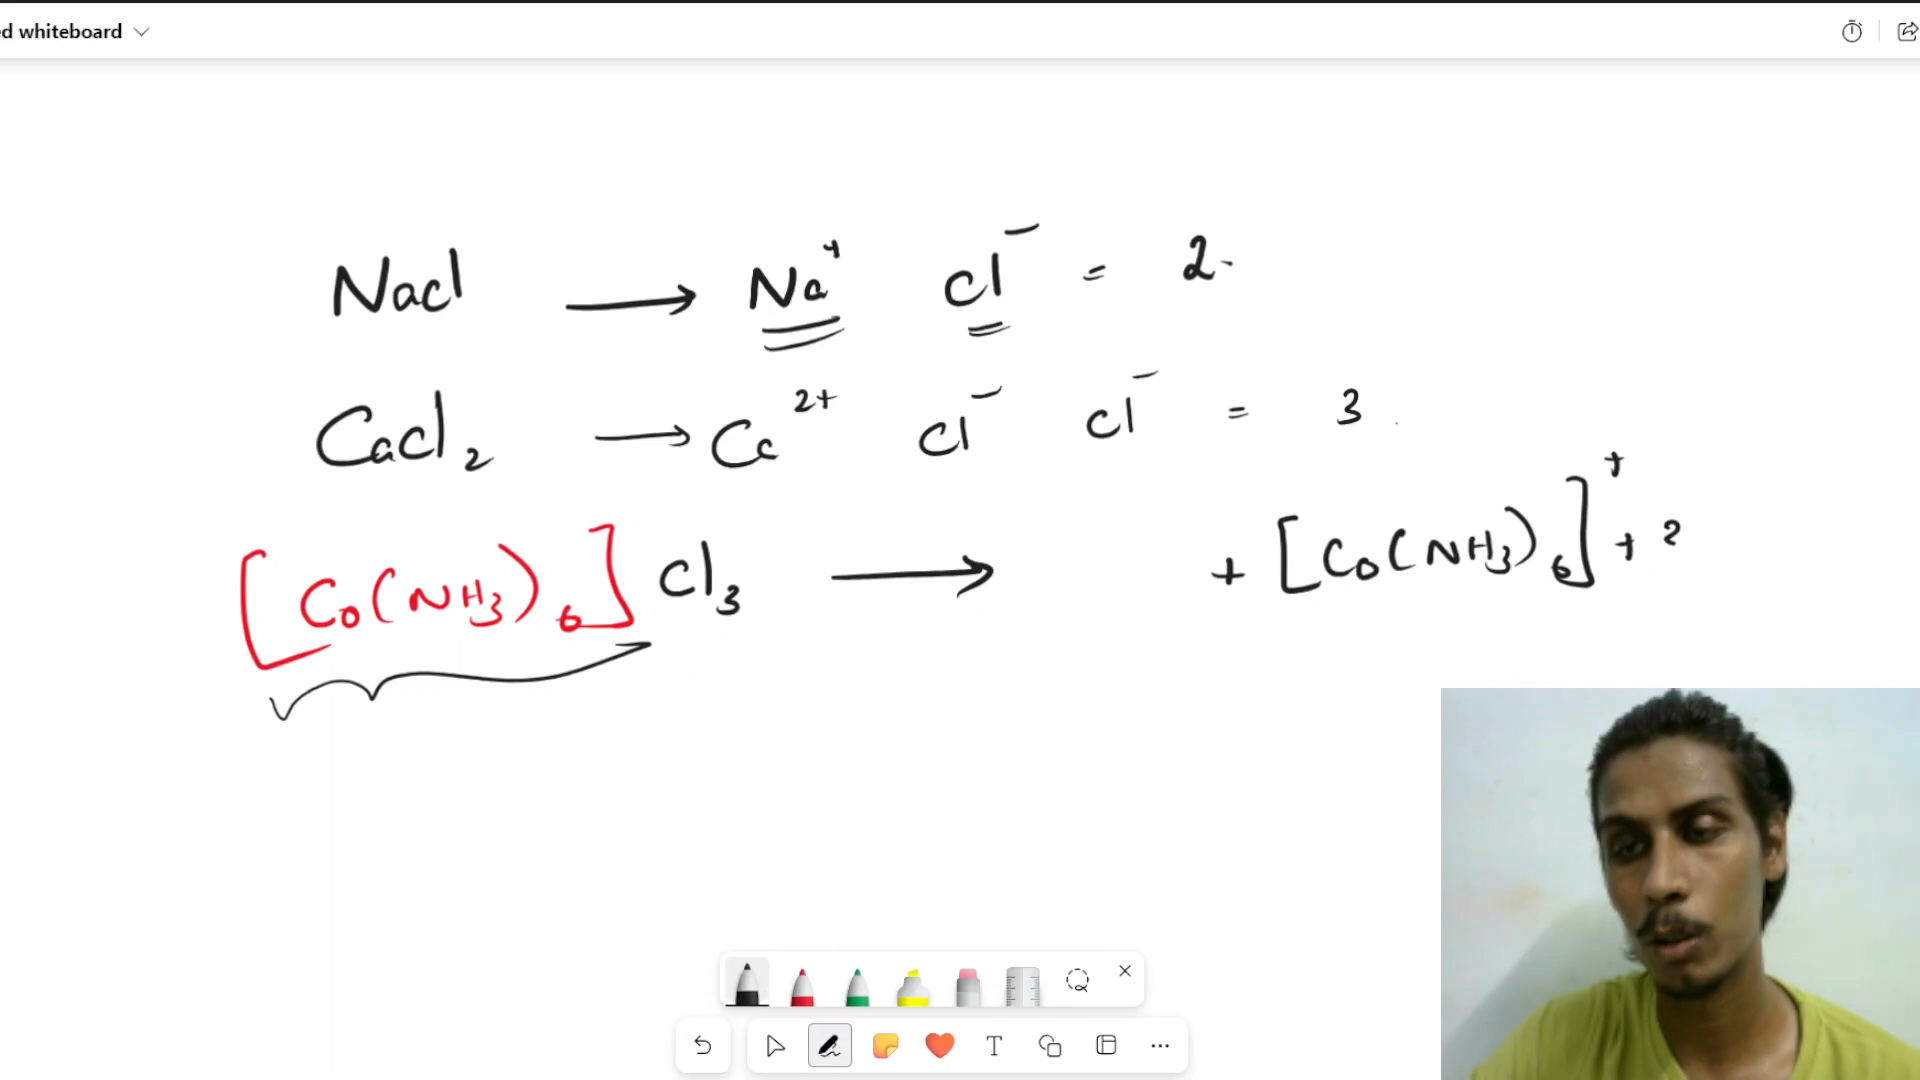 d whiteboard
Nacl → Na⁺ Cl⁻ = 2.
Cacl₂ → Ca²⁺ Cl⁻ Cl⁻ = 3
[Co(NH₃)₆]Cl₃ → + [Co(NH₃)₆]⁺ + 2
T